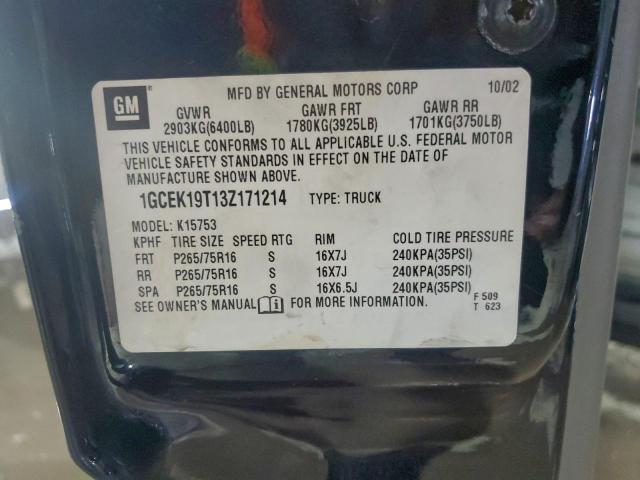 GM
MFD BY GENERAL MOTORS CORP 10/02
GVWR GAWR FRT GAWR RR
2903KG(6400LB) 1780KG(3925LB) 1701KG(3750LB)
THIS VEHICLE CONFORMS TO ALL APPLICABLE U.S. FEDERAL MOTOR
VEHICLE SAFETY STANDARDS IN EFFECT ON THE DATE OF
MANUFACTURE SHOWN ABOVE.
1GCEK19T13Z171214 TYPE: TRUCK
MODEL: K15753
KPHF TIRE SIZE SPEED RTG RIM COLD TIRE PRESSURE
FRT P265/75R16 S 16X7J 240KPA(35PSI)
RR P265/75R16 S 16X7J 240KPA(35PSI)
SPA P265/75R16 S 16X6.5J 240KPA(35PSI)
SEE OWNER'S MANUAL FOR MORE INFORMATION.
F 509
T 623